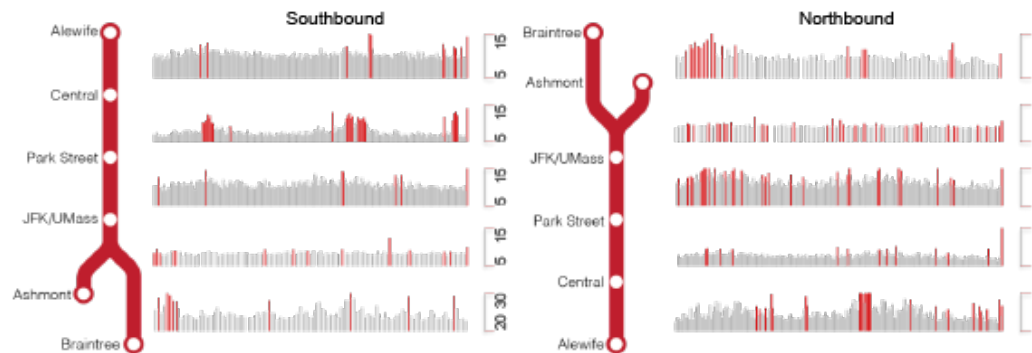 Southbound
Northbound
Alewife
Central
Park Street
JFK/UMass
Ashmont
Braintree
5 15
5 15
5 15
5 15
20 30
Braintree
Ashmont
JFK/UMass
Park Street
Central
Alewife